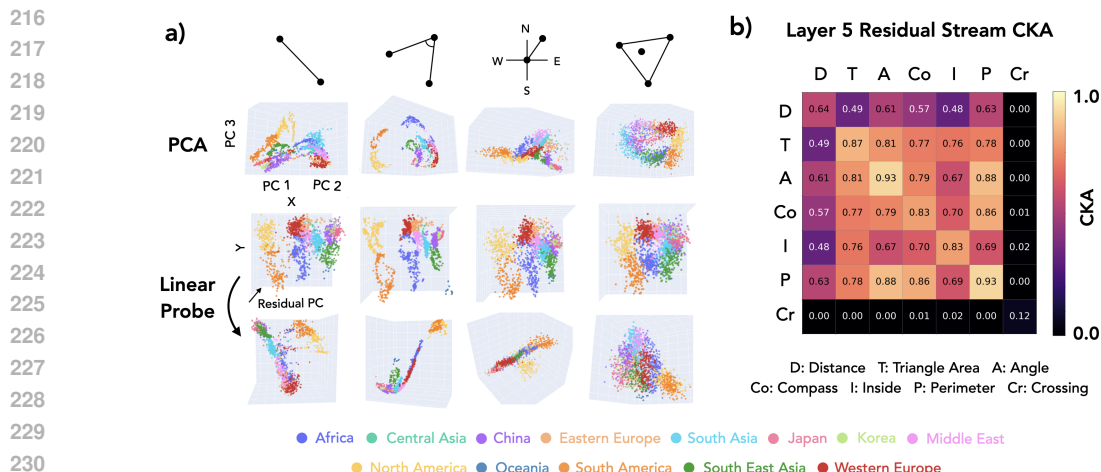 216
217
218
219
220
221
222
223
224
225
226
227
228
229
230
a)
N
W E
S
PCA
PC 3
PC 1 PC 2
X
Y
Linear
Probe
Residual PC
b) Layer 5 Residual Stream CKA
D T A Co I P Cr
D 0.64 0.49 0.61 0.57 0.48 0.63 0.00
T 0.49 0.87 0.81 0.77 0.76 0.78 0.00
A 0.61 0.81 0.93 0.79 0.67 0.88 0.00
Co 0.57 0.77 0.79 0.83 0.70 0.86 0.01
I 0.48 0.76 0.67 0.70 0.83 0.69 0.02
P 0.63 0.78 0.88 0.86 0.69 0.93 0.00
Cr 0.00 0.00 0.00 0.01 0.02 0.00 0.12
1.0
CKA
0.0
D: Distance T: Triangle Area A: Angle
Co: Compass I: Inside P: Perimeter Cr: Crossing
Africa Central Asia China Eastern Europe South Asia Japan Korea Middle East
North America Oceania South America South East Asia Western Europe